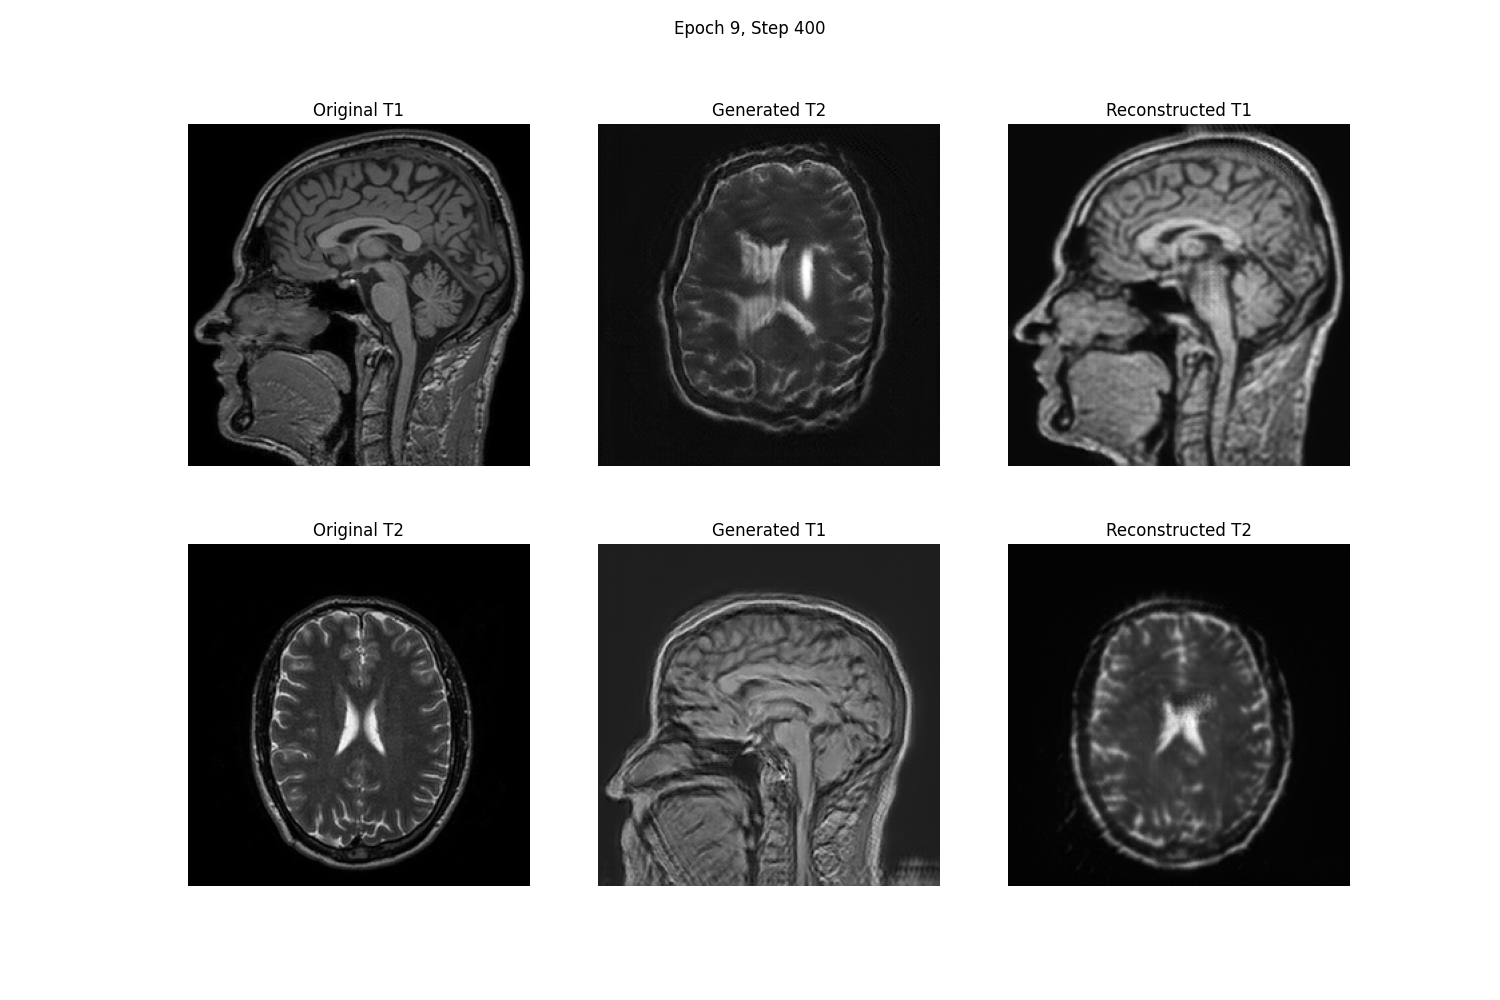 Epoch 9, Step 400
Original T1
Generated T2
Reconstructed T1
Original T2
Generated T1
Reconstructed T2